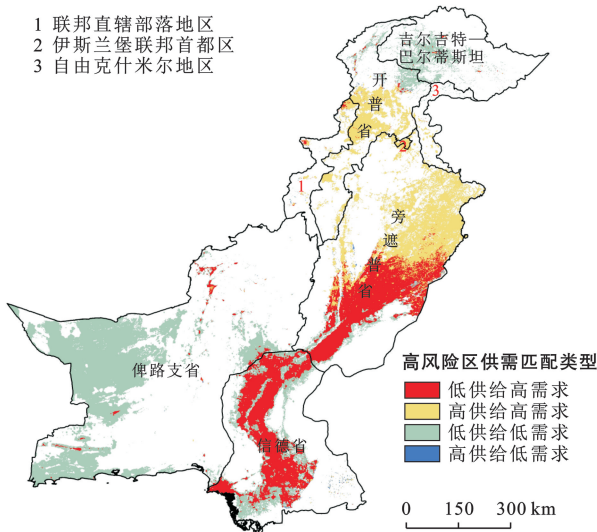 1 联邦直辖部落地区
2 伊斯兰堡联邦首都区
3 自由克什米尔地区
吉尔吉特—
巴尔蒂斯坦
开
普
省
3
2
1
旁
遮
普
省
俾路支省
信德省
高风险区供需匹配类型
低供给高需求
高供给高需求
低供给低需求
高供给低需求
0 150 300 km